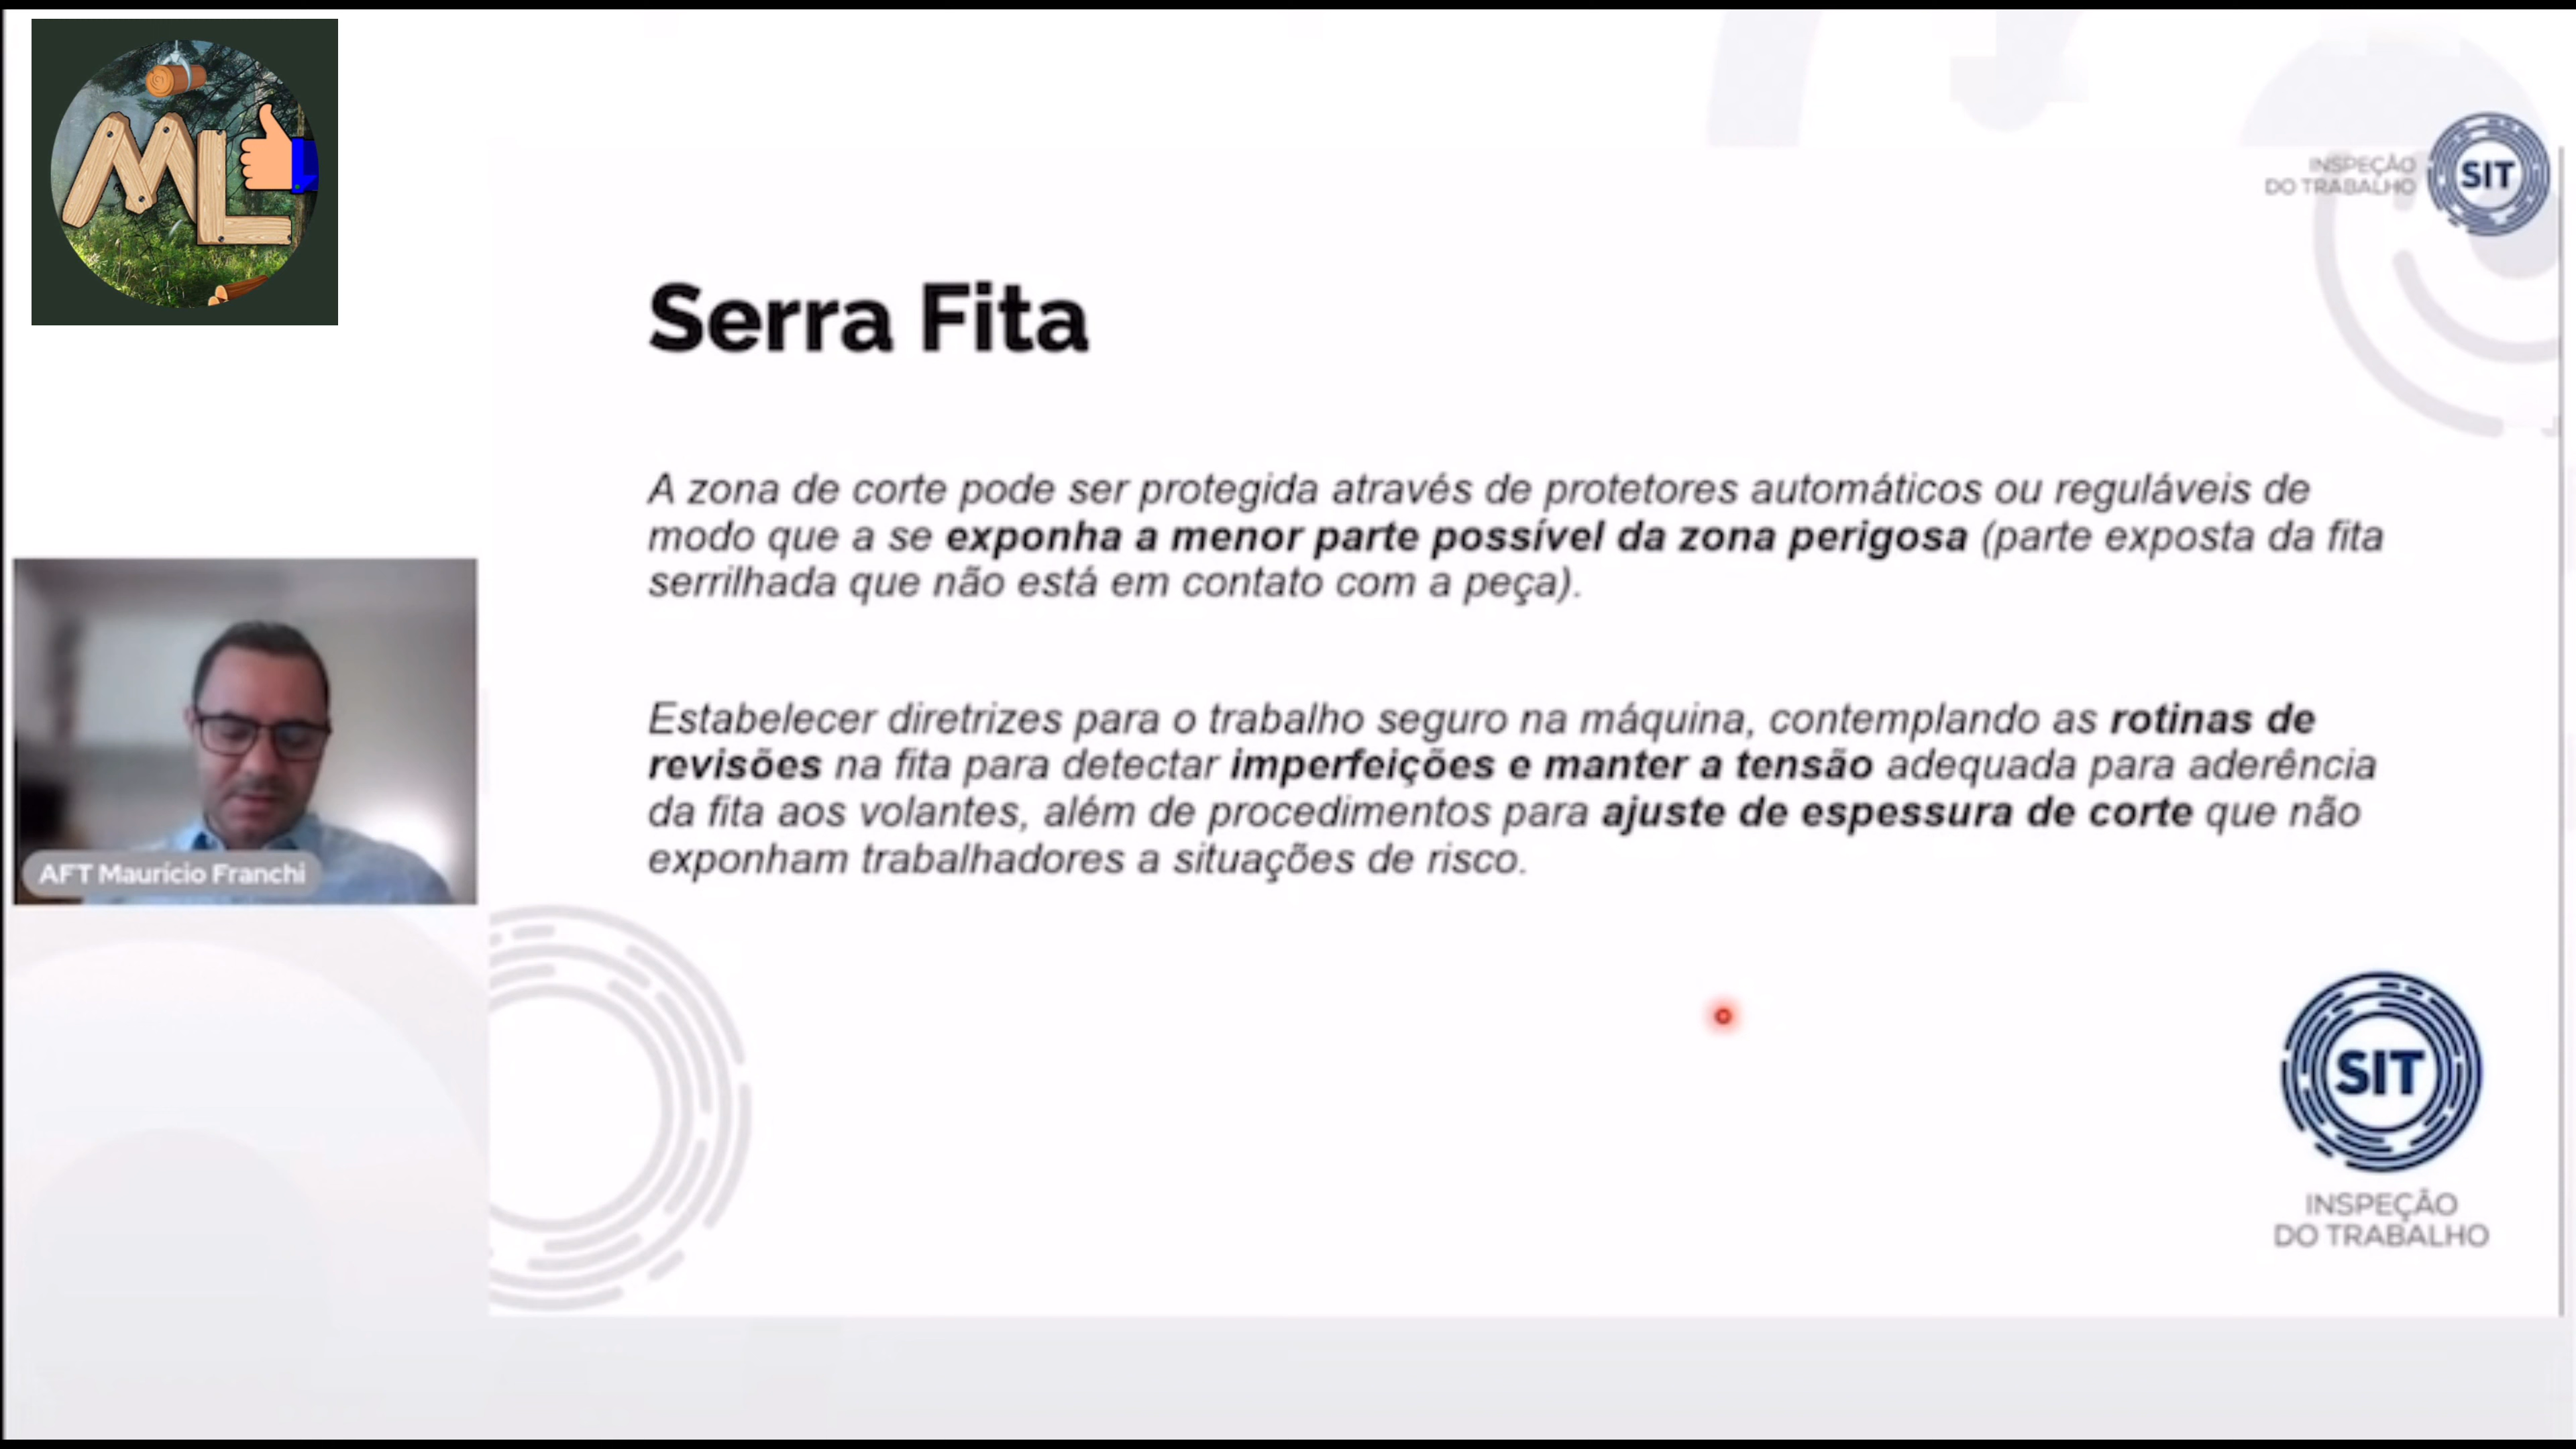 ML
INSPEÇÃO
DO TRABALHO
SIT
Serra Fita
A zona de corte pode ser protegida através de protetores automáticos ou reguláveis de
modo que a se exponha a menor parte possível da zona perigosa (parte exposta da fita
serrilhada que não está em contato com a peça).
Estabelecer diretrizes para o trabalho seguro na máquina, contemplando as rotinas de
revisões na fita para detectar imperfeições e manter a tensão adequada para aderência
da fita aos volantes, além de procedimentos para ajuste de espessura de corte que não
exponham trabalhadores a situações de risco.
AFT Maurício Franchi
SIT
INSPEÇÃO
DO TRABALHO